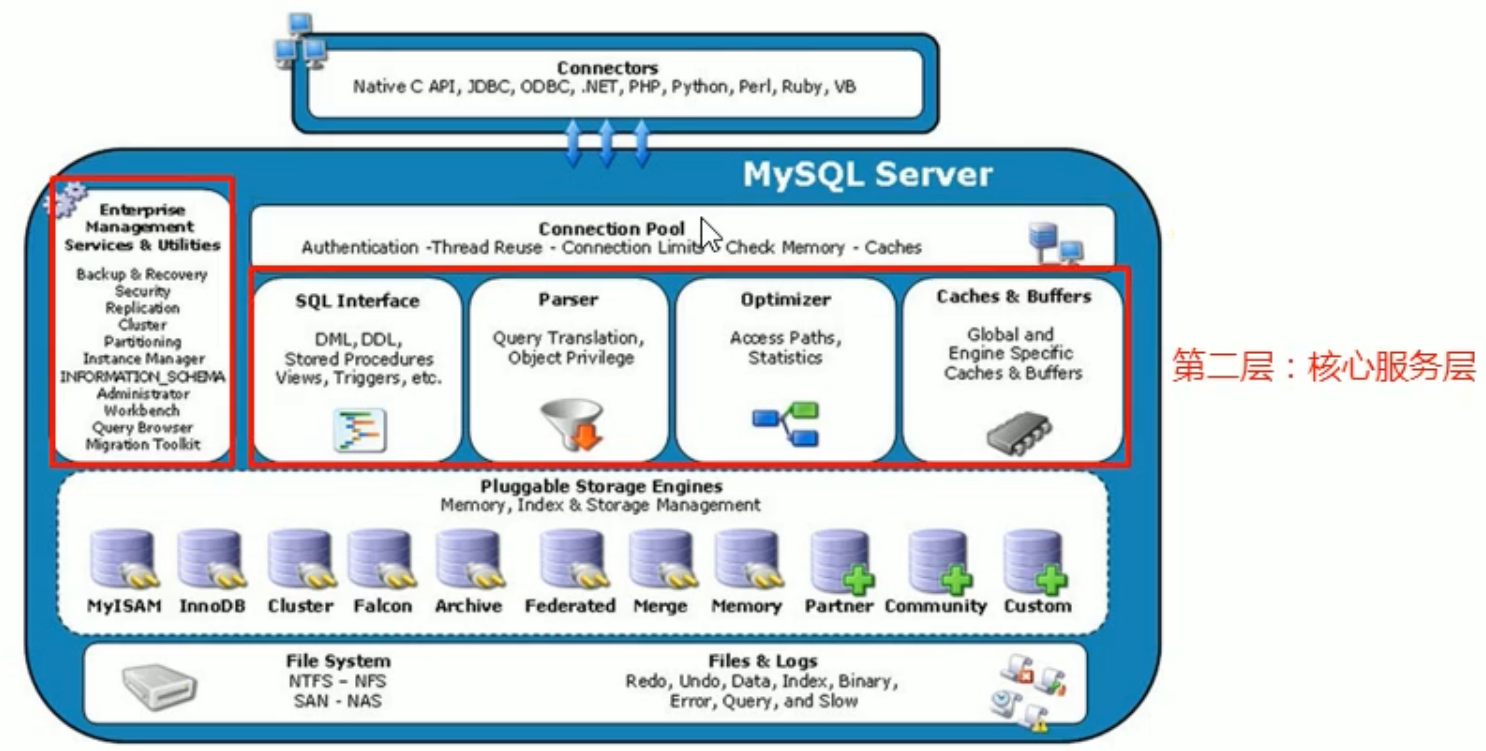 Connectors
Native C API, JDBC, ODBC, .NET, PHP, Python, Perl, Ruby, VB
MySQL Server
Enterprise
Management
Services & Utilities
Backup & Recovery
Security
Replication
Cluster
Partitioning
Instance Manager
INFORMATION_SCHEMA
Administrator
Workbench
Query Browser
Migration Toolkit
Connection Pool
Authentication -Thread Reuse - Connection Limits - Check Memory - Caches
SQL Interface
DML, DDL,
Stored Procedures
Views, Triggers, etc.
Parser
Query Translation,
Object Privilege
Optimizer
Access Paths,
Statistics
Caches & Buffers
Global and
Engine Specific
Caches & Buffers
第二层：核心服务层
Pluggable Storage Engines
Memory, Index & Storage Management
MyISAM InnoDB Cluster Falcon Archive Federated Merge Memory Partner Community Custom
File System
NTFS – NFS
SAN - NAS
Files & Logs
Redo, Undo, Data, Index, Binary,
Error, Query, and Slow